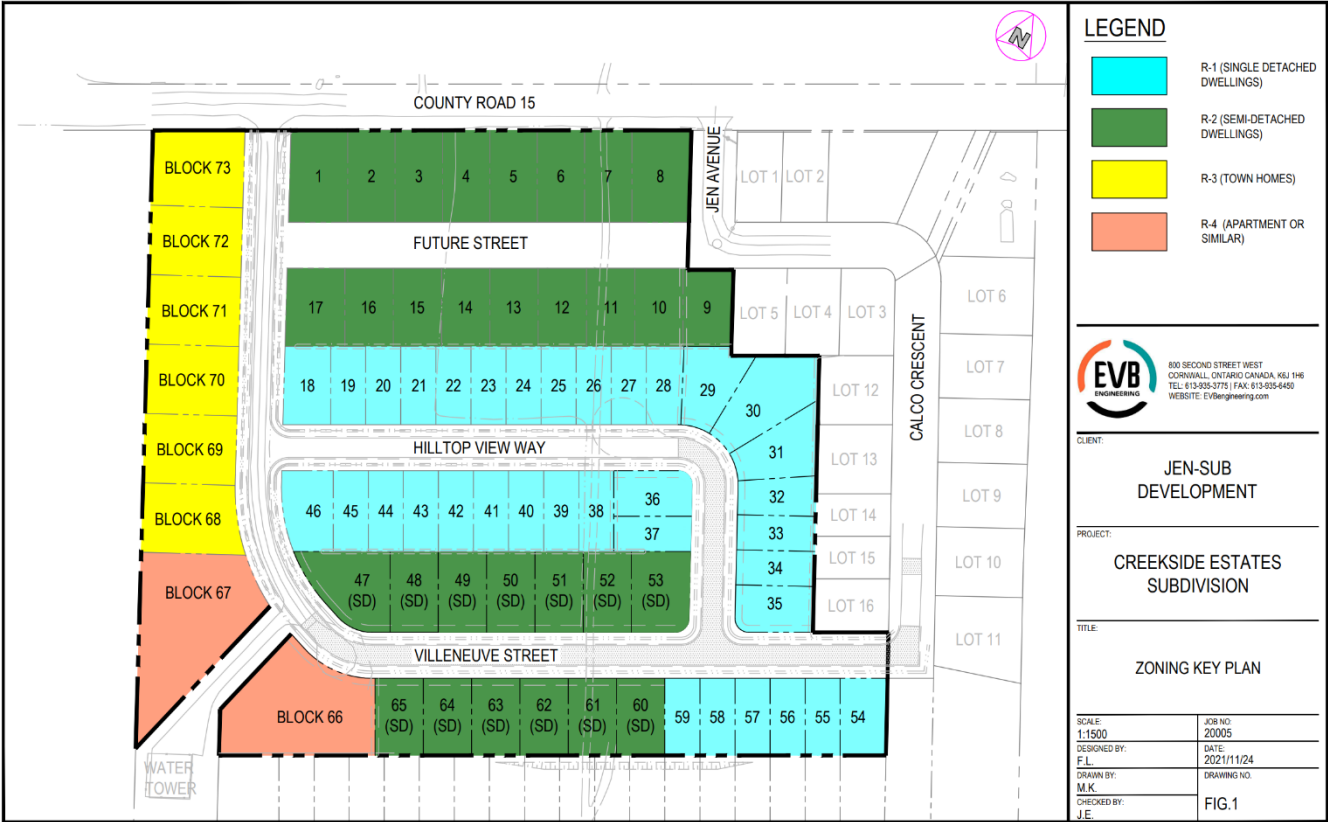 COUNTY ROAD 15
JEN AVENUE
BLOCK 73
1 2 3 4 5 6 7 8
LOT 1 LOT 2
BLOCK 72
FUTURE STREET
BLOCK 71
17 16 15 14 13 12 11 10 9
LOT 5 LOT 4 LOT 3
LOT 6
BLOCK 70
18 19 20 21 22 23 24 25 26 27 28 29 30
LOT 12
LOT 7
CALCO CRESCENT
BLOCK 69
HILLTOP VIEW WAY
31
LOT 13
LOT 8
BLOCK 68
46 45 44 43 42 41 40 39 38
36
37
32
33
LOT 14
LOT 9
BLOCK 67
47 (SD)
48 (SD)
49 (SD)
50 (SD)
51 (SD)
52 (SD)
53 (SD)
34
35
LOT 15
LOT 16
LOT 10
LOT 11
VILLENEUVE STREET
BLOCK 66
65 (SD)
64 (SD)
63 (SD)
62 (SD)
61 (SD)
60 (SD)
59 58 57 56 55 54
WATER
TOWER
N
LEGEND
R-1 (SINGLE DETACHED
DWELLINGS)
R-2 (SEMI-DETACHED
DWELLINGS)
R-3 (TOWN HOMES)
R-4 (APARTMENT OR
SIMILAR)
EVB
ENGINEERING
800 SECOND STREET WEST
CORNWALL, ONTARIO CANADA, K6J 1H6
TEL: 613-935-3775 | FAX: 613-935-6450
WEBSITE: EVBengineering.com
CLIENT:
JEN-SUB
DEVELOPMENT
PROJECT:
CREEKSIDE ESTATES
SUBDIVISION
TITLE:
ZONING KEY PLAN
SCALE:
1:1500
JOB NO:
20005
DESIGNED BY:
F.L.
DATE:
2021/11/24
DRAWN BY:
M.K.
DRAWING NO.
FIG.1
CHECKED BY:
J.E.